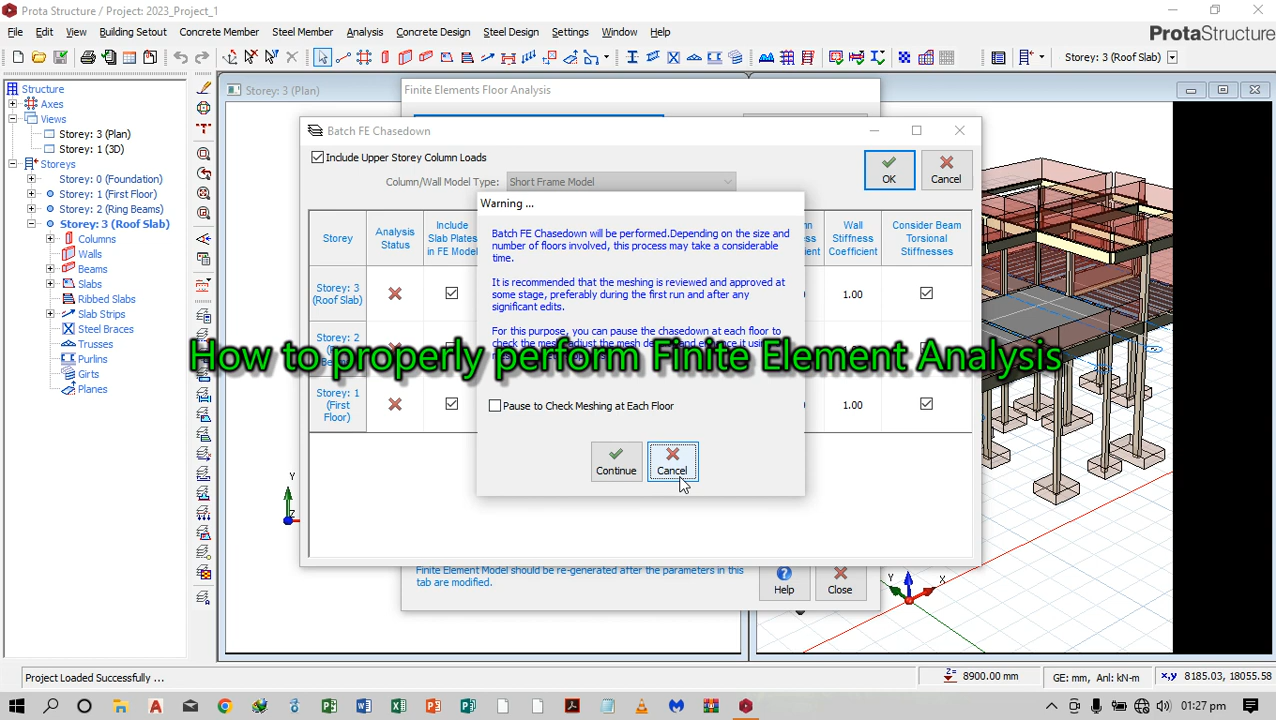 Prota Structure / Project: 2023_Project_1
File Edit View Building Setout Concrete Member Steel Member Analysis Concrete Design Steel Design Settings Window Help
ProtaStructure
Storey: 3 (Roof Slab)
Structure
Axes
Views
Storey: 3 (Plan)
Storey: 1 (3D)
Storeys
Storey: 0 (Foundation)
Storey: 1 (First Floor)
Storey: 2 (Ring Beams)
Storey: 3 (Roof Slab)
Columns
Walls
Beams
Slabs
Ribbed Slabs
Slab Strips
Steel Braces
Trusses
Purlins
Girts
Planes
Storey: 3 (Plan)
Finite Elements Floor Analysis
Batch FE Chasedown
Include Upper Storey Column Loads
Column/Wall Model Type: Short Frame Model
OK
Cancel
Storey
Analysis Status
Include Slab Plates in FE Model
Wall Stiffness Coefficient
Consider Beam Torsional Stiffnesses
Storey: 3 (Roof Slab)
1.00
Storey: 2
Storey: 1 (First Floor)
1.00
Warning ...
Batch FE Chasedown will be performed.Depending on the size and
number of floors involved, this process may take a considerable
time.
It is recommended that the meshing is reviewed and approved at
some stage, preferably during the first run and after any
significant edits.
For this purpose, you can pause the chasedown at each floor to
How to properly perform Finite Element Analysis
Pause to Check Meshing at Each Floor
Continue
Cancel
Finite Element Model should be re-generated after the parameters in this
tab are modified.
Help
Close
Y
Z
Y
X
Project Loaded Successfully ...
Z=
8900.00 mm
GE: mm, Anl: kN-m
x,y 8185.03, 18055.58
01:27 pm